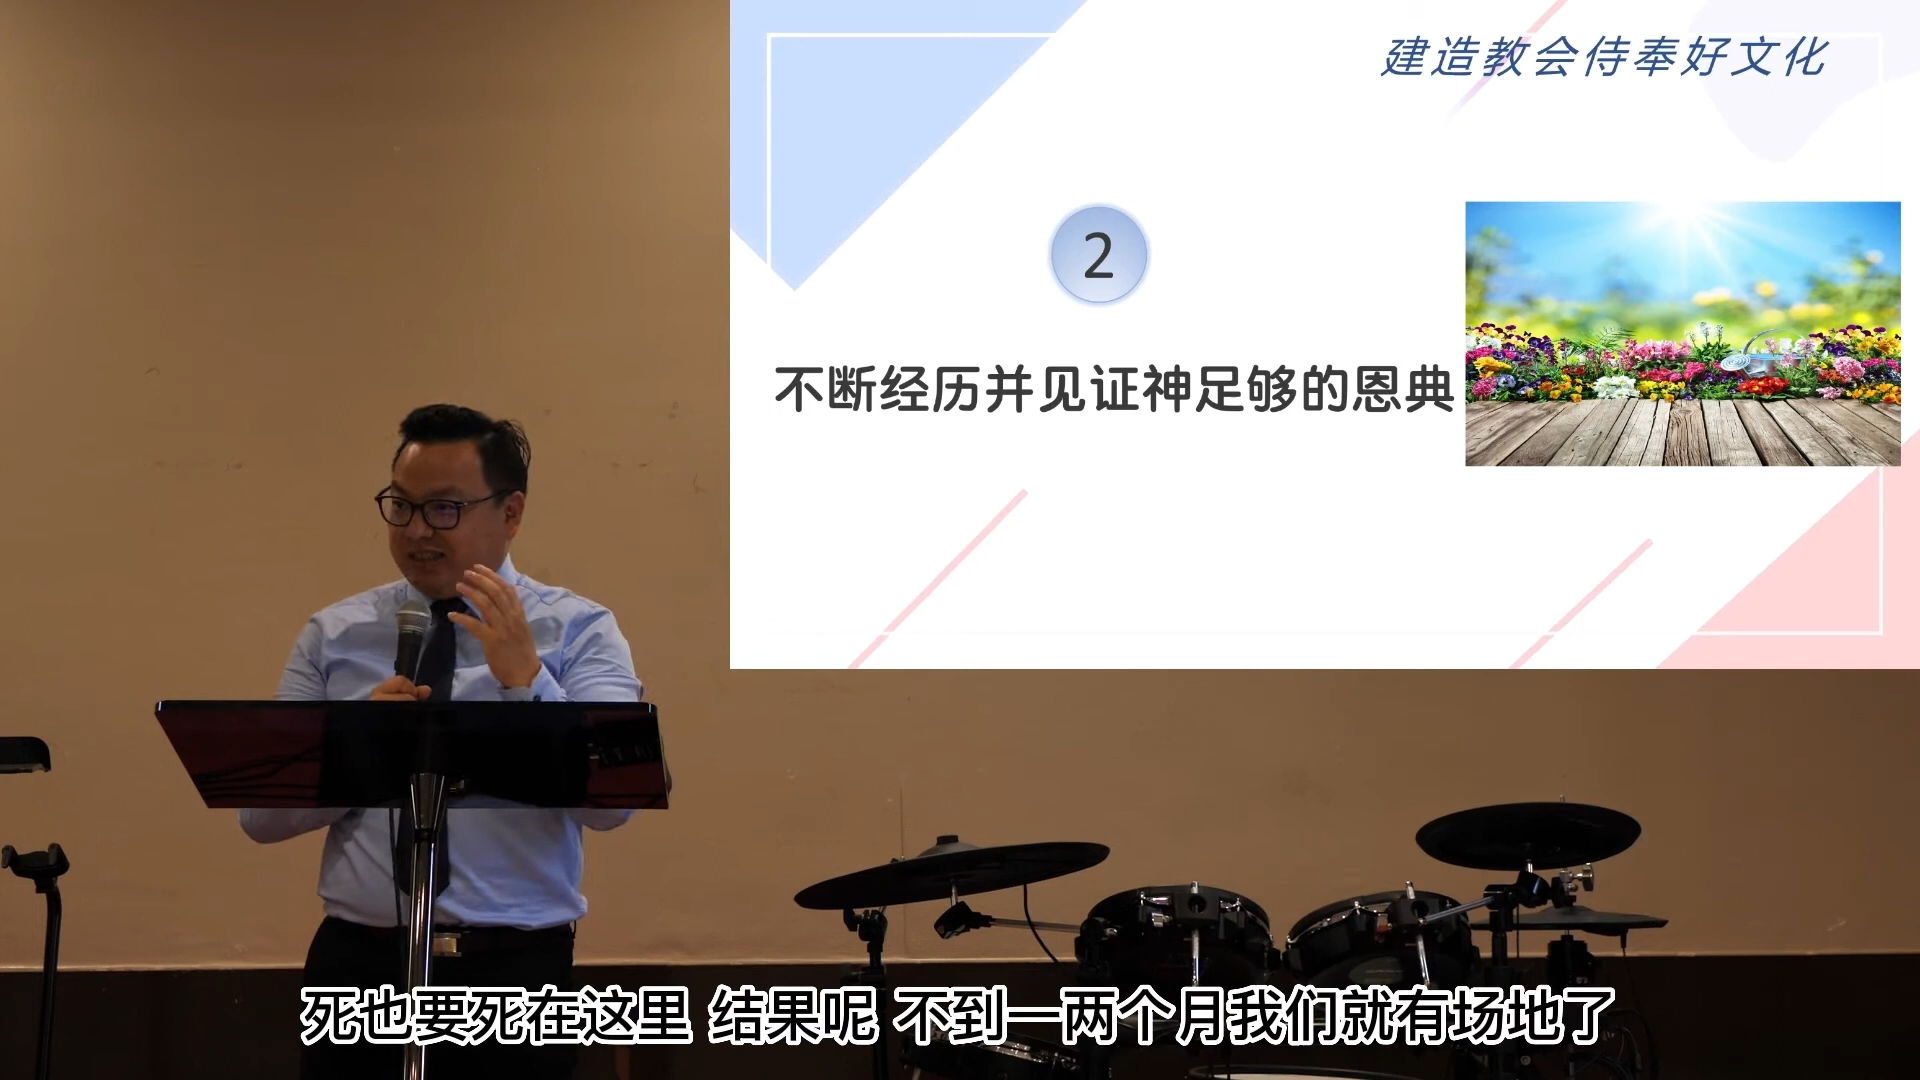 建造教会侍奉好文化
2
不断经历并见证神足够的恩典
死也要死在这里 结果呢 不到一两个月我们就有场地了